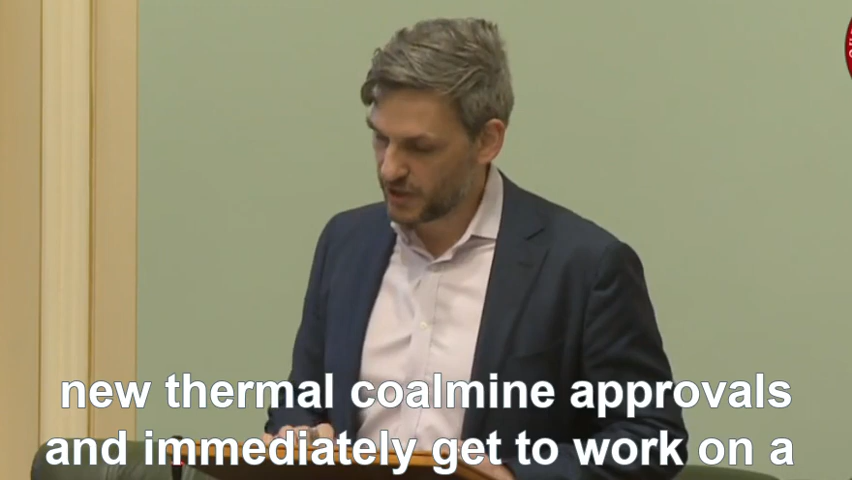 new thermal coalmine approvals
and immediately get to work on a